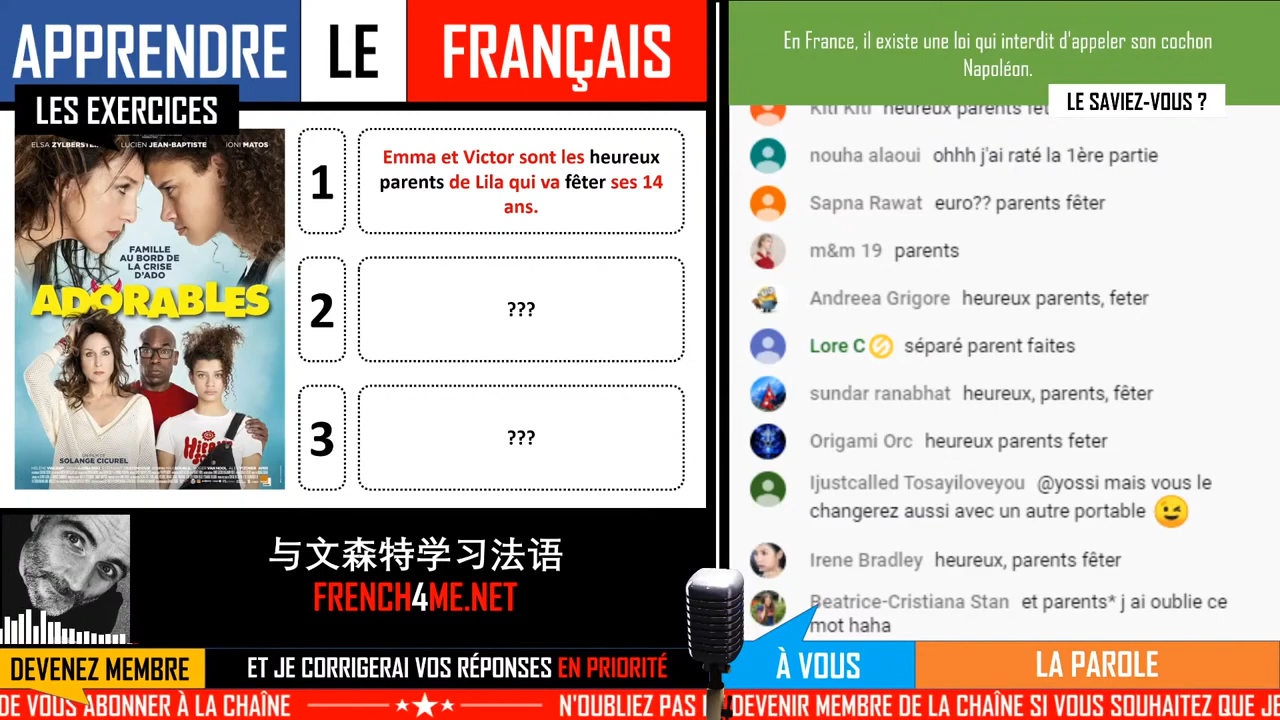 APPRENDRE LE FRANÇAIS
LES EXERCICES
ELSA ZYLBERSTEIN LUCIEN JEAN-BAPTISTE IONI MATOS
FAMILLE
AU BORD DE
LA CRISE
D'ADO
ADORABLES
UN FILM DE
SOLANGE CICUREL
1
Emma et Victor sont les heureux
parents de Lila qui va fêter ses 14
ans.
2
???
3
???
与文森特学习法语
FRENCH4ME.NET
DEVENEZ MEMBRE
ET JE CORRIGERAI VOS RÉPONSES EN PRIORITÉ
En France, il existe une loi qui interdit d'appeler son cochon
Napoléon.
LE SAVIEZ-VOUS ?
Kiti Kiti heureux parents
nouha alaoui ohhh j'ai raté la 1ère partie
Sapna Rawat euro?? parents fêter
m&m 19 parents
Andreea Grigore heureux parents, feter
Lore C séparé parent faites
sundar ranabhat heureux, parents, fêter
Origami Orc heureux parents feter
Ijustcalled Tosayiloveyou @yossi mais vous le
changerez aussi avec un autre portable
Irene Bradley heureux, parents fêter
Beatrice-Cristiana Stan et parents* j ai oublie ce
mot haha
À VOUS
LA PAROLE
DE VOUS ABONNER À LA CHAÎNE N'OUBLIEZ PAS DEVENIR MEMBRE DE LA CHAÎNE SI VOUS SOUHAITEZ QUE JE